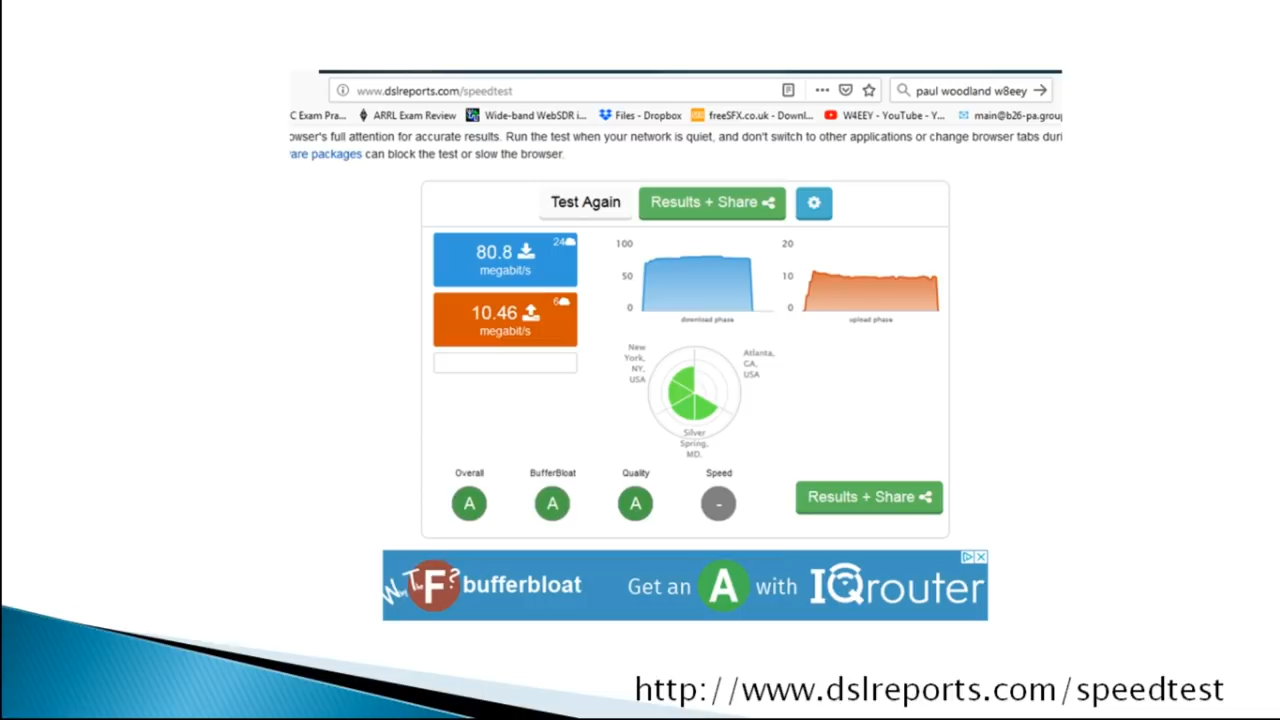 www.dslreports.com/speedtest
paul woodland w8eey
C Exam Pra... ARRL Exam Review Wide-band WebSDR i... Files - Dropbox freeSFX.co.uk - Downl... W4EEY - YouTube - Y... main@b26-pa.group
owser's full attention for accurate results. Run the test when your network is quiet, and don't switch to other applications or change browser tabs duri
are packages can block the test or slow the browser.
Test Again Results + Share
80.8
24
megabit/s
10.46
6
megabit/s
100
50
0
download phase
20
10
0
upload phase
New
York,
NY,
USA
Atlanta,
GA,
USA
Silver
Spring,
MD,
Overall BufferBloat Quality Speed
A A A -
Results + Share
W T F? bufferbloat Get an A with IQrouter
http://www.dslreports.com/speedtest